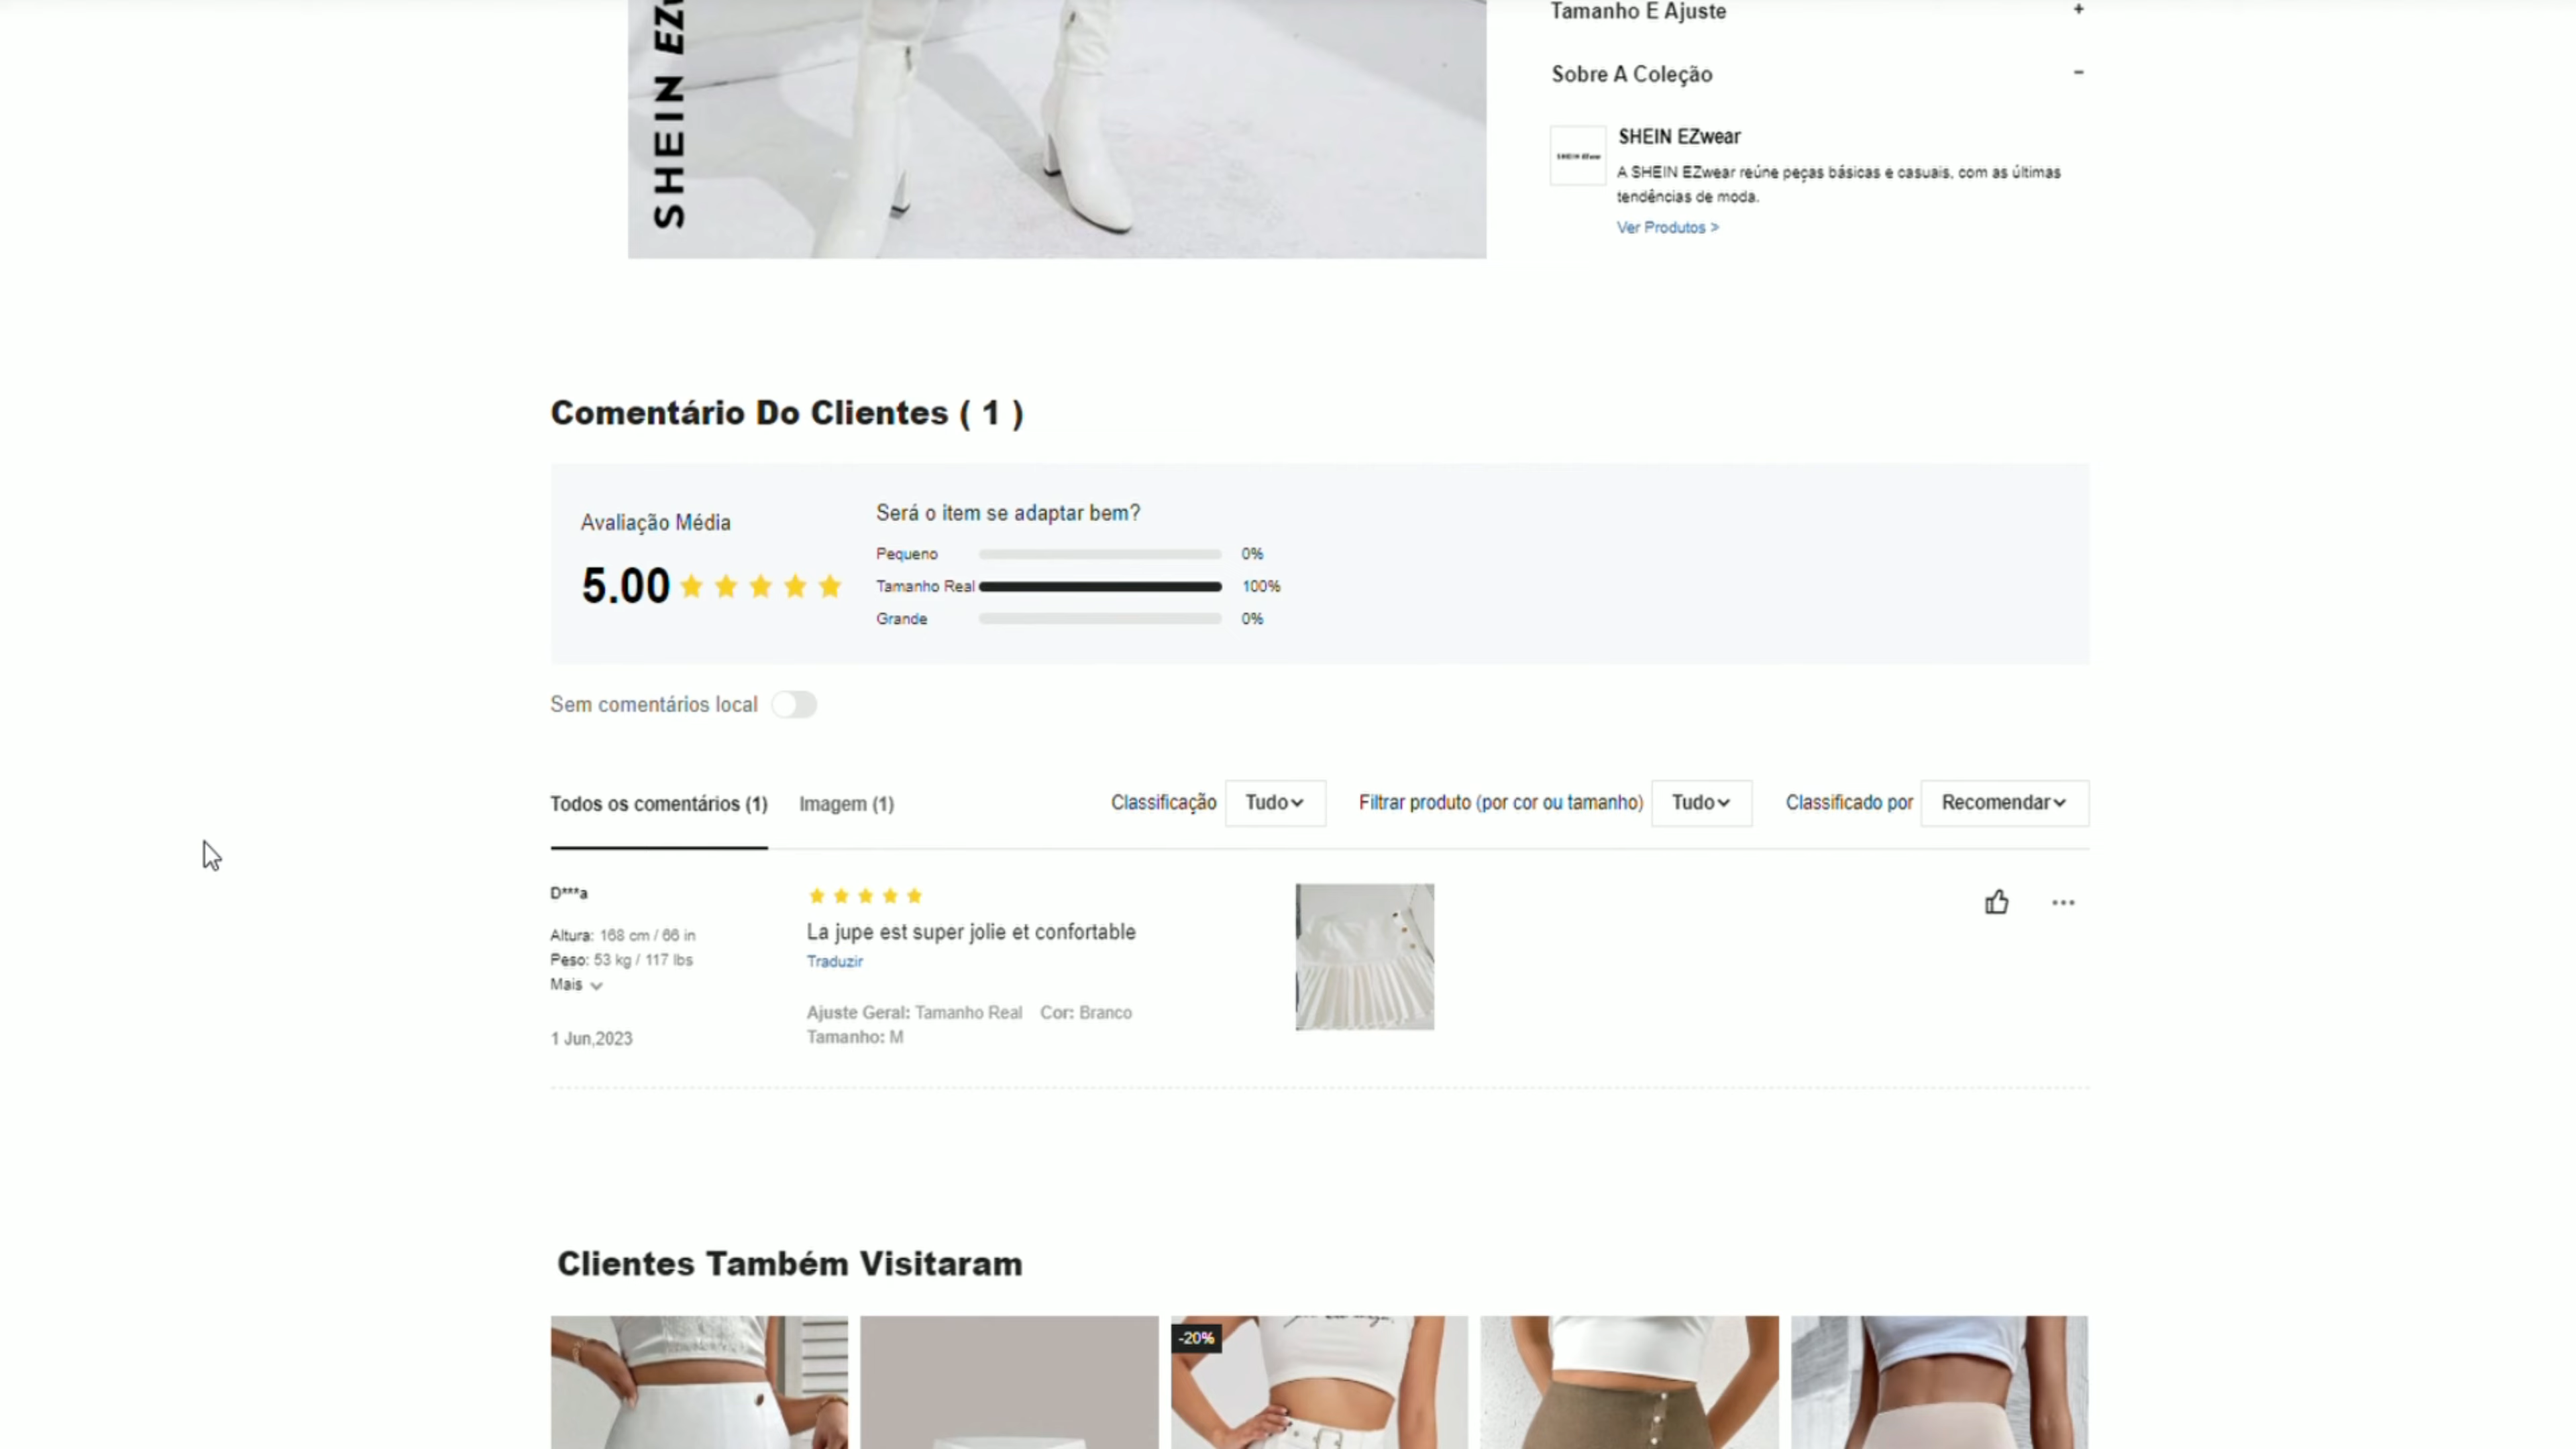 SHEIN
Tamanho E Ajuste
+
Sobre A Coleção
-
SHEIN EZwear
A SHEIN EZwear reúne peças básicas e casuais, com as últimas
tendências de moda.
Ver Produtos >
Comentário Do Clientes ( 1 )
Avaliação Média
5.00
Será o item se adaptar bem?
Pequeno 0%
Tamanho Real 100%
Grande 0%
Sem comentários local
Todos os comentários (1) Imagem (1) Classificação Tudo Filtrar produto (por cor ou tamanho) Tudo Classificado por Recomendar
D***a
Altura: 168 cm / 66 in
Peso: 53 kg / 117 lbs
Mais
1 Jun,2023
La jupe est super jolie et confortable
Traduzir
Ajuste Geral: Tamanho Real Cor: Branco
Tamanho: M
Clientes Também Visitaram
-20%